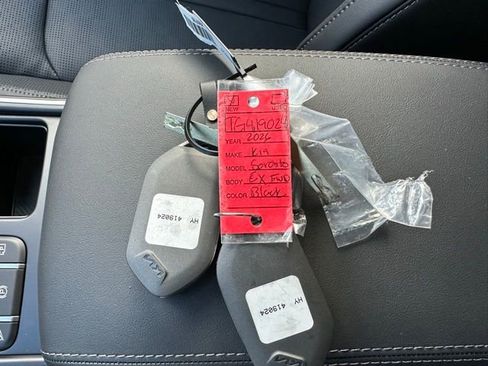 NEW
TG419024
YEAR 2026
MAKE Kia
MODEL Sorento
BODY EX FWD
COLOR Black
HY 419024
HY 419024